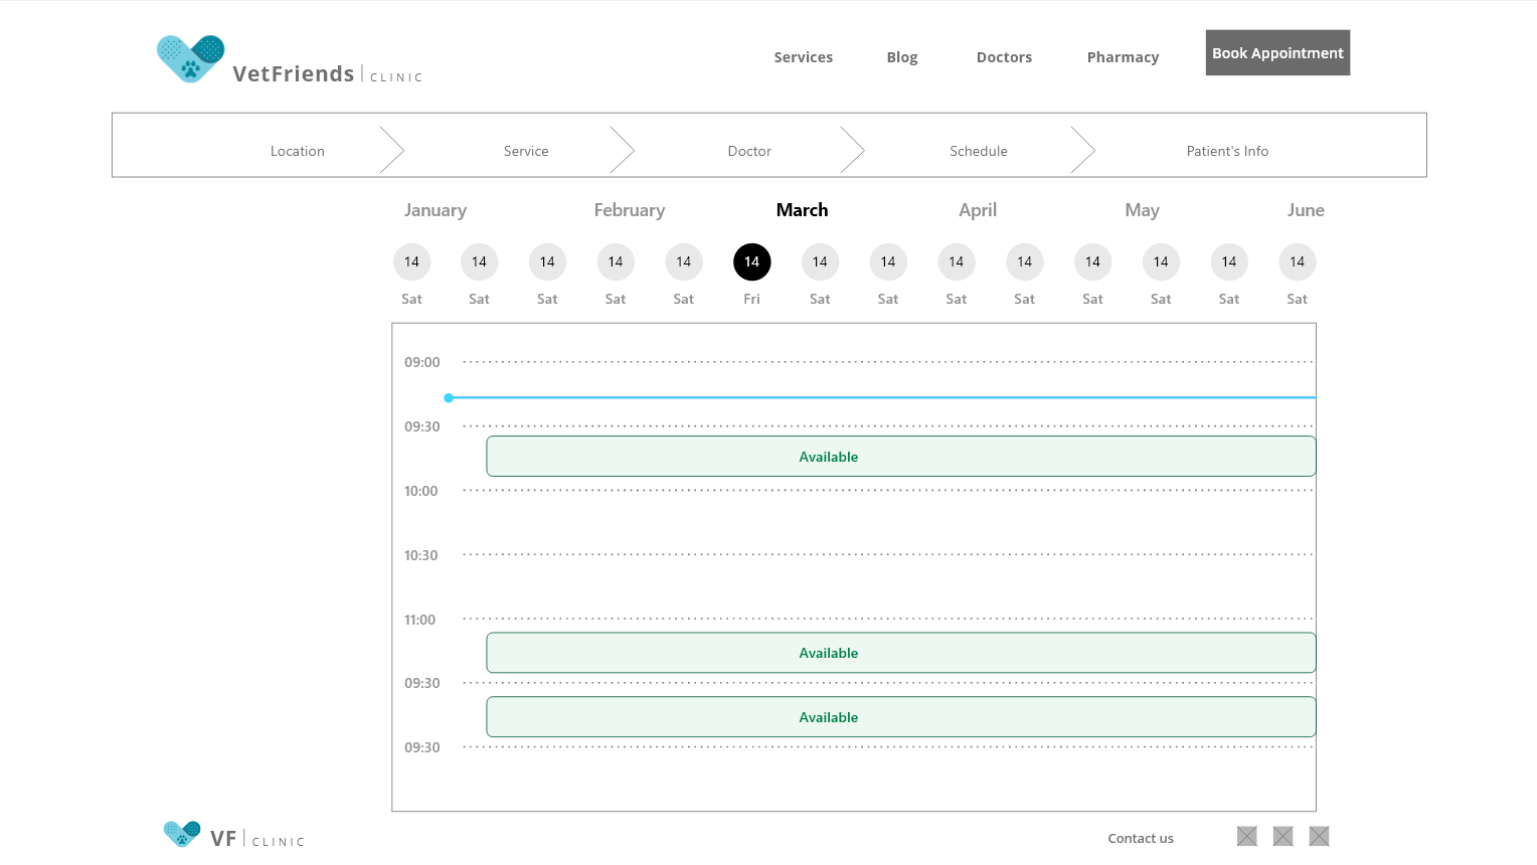 Services Blog Doctors Pharmacy Book Appointment
VetFriends CLINIC
Location Service Doctor Schedule Patient's Info
January February March April May June
14 14 14 14 14 14 14 14 14 14 14 14 14 14
Sat Sat Sat Sat Sat Fri Sat Sat Sat Sat Sat Sat Sat Sat
09:00
09:30
Available
10:00
10:30
11:00
Available
09:30
Available
09:30
VF CLINIC Contact us